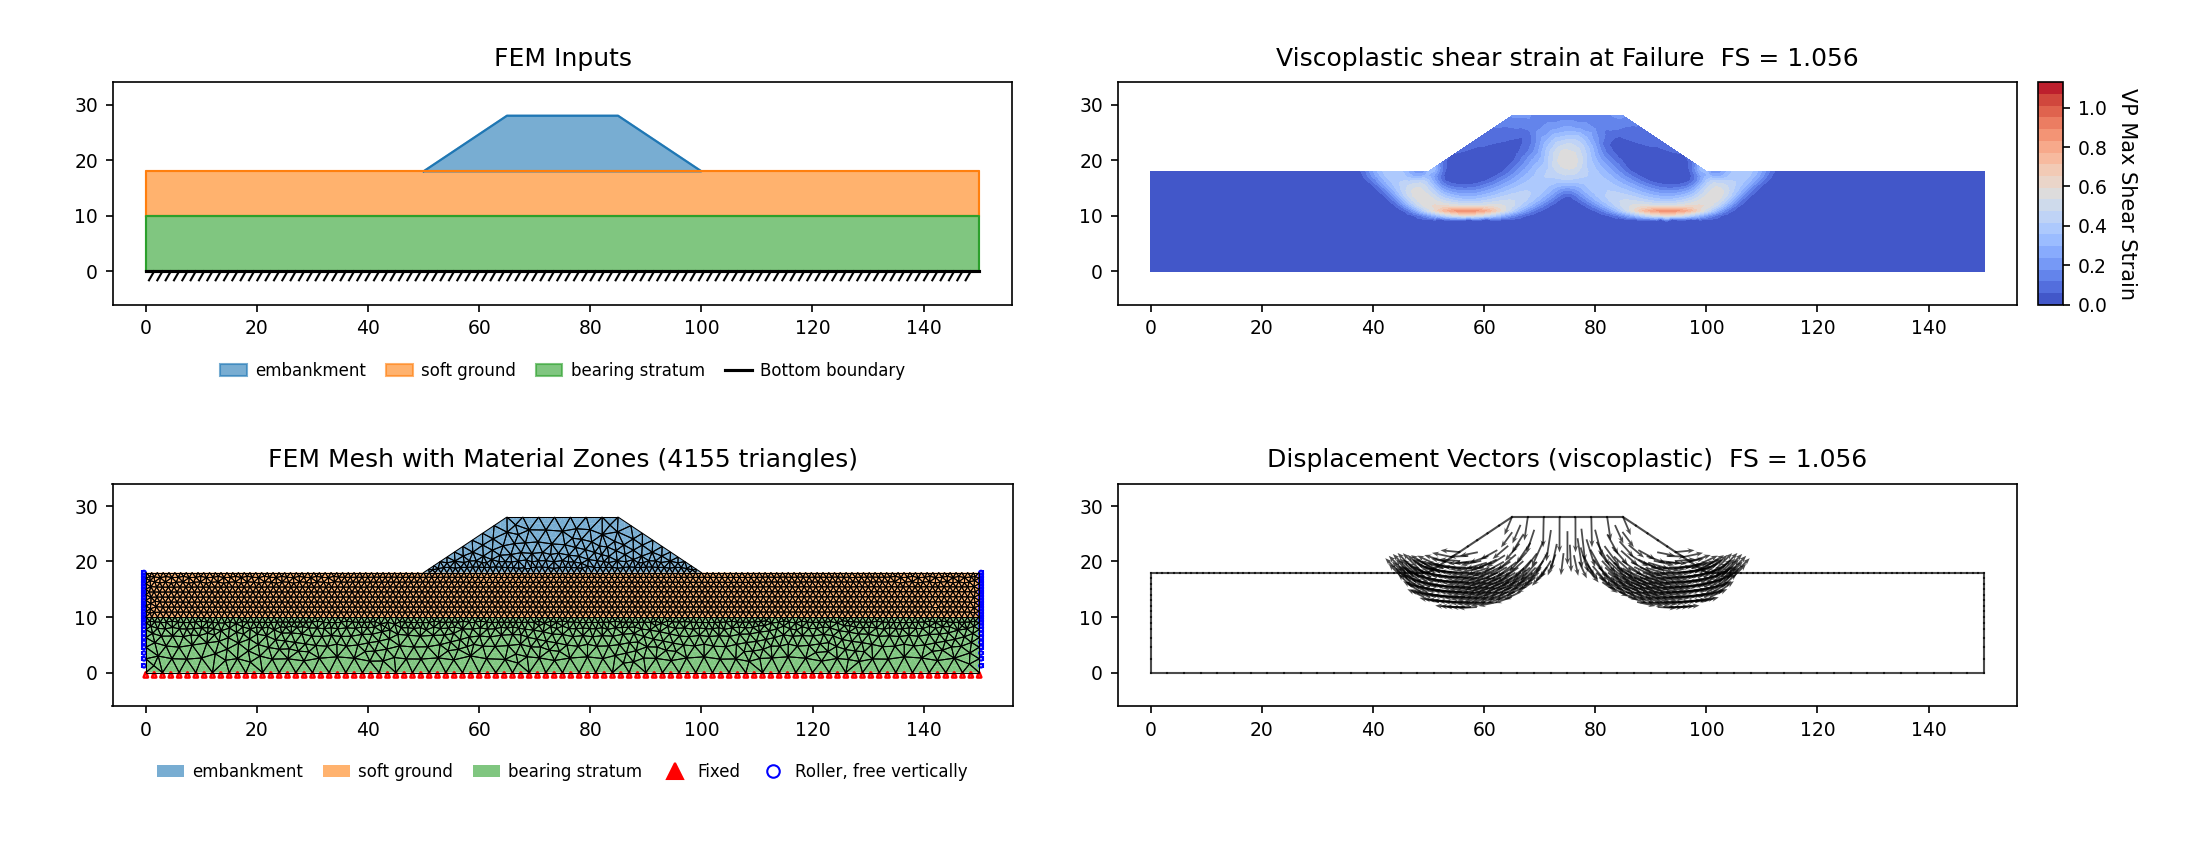 FEM Inputs
30
20
10
0
0 20 40 60 80 100 120 140
embankment soft ground bearing stratum Bottom boundary
Viscoplastic shear strain at Failure FS = 1.056
30
20
10
0
0 20 40 60 80 100 120 140
1.0
0.8
0.6
0.4
0.2
0.0
VP Max Shear Strain
FEM Mesh with Material Zones (4155 triangles)
30
20
10
0
0 20 40 60 80 100 120 140
embankment soft ground bearing stratum Fixed Roller, free vertically
Displacement Vectors (viscoplastic) FS = 1.056
30
20
10
0
0 20 40 60 80 100 120 140